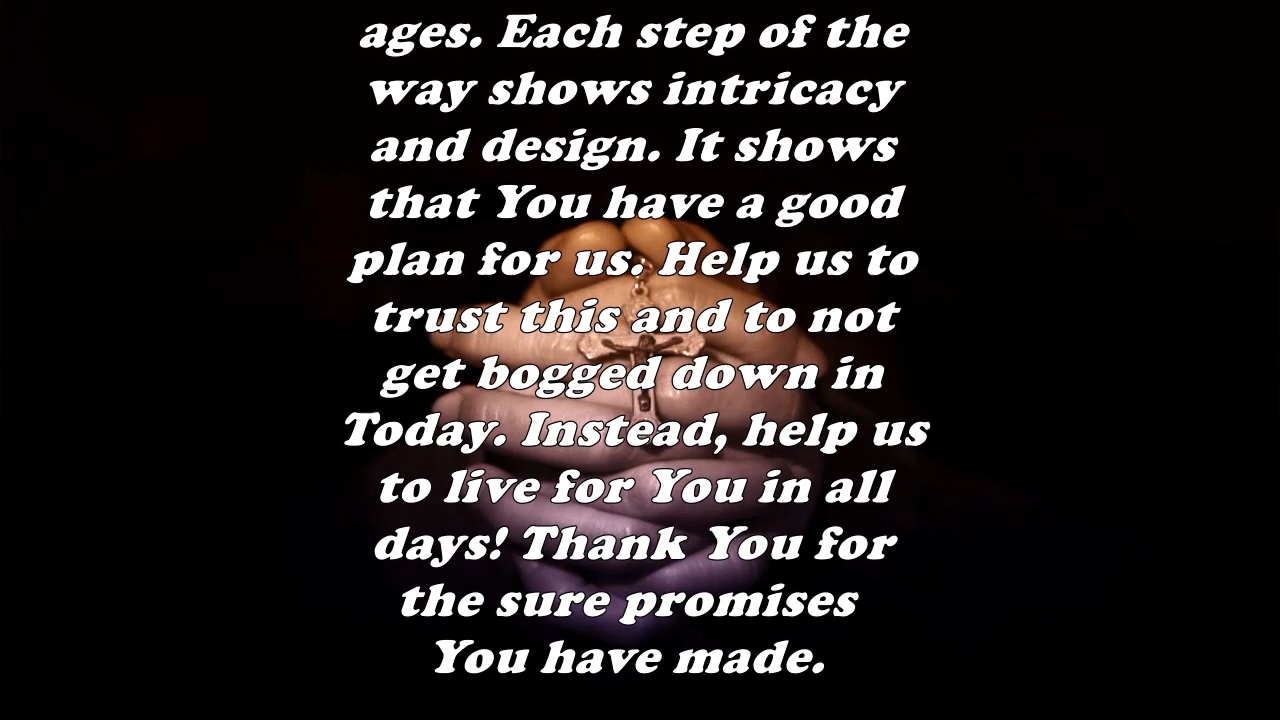 ages. Each step of the
way shows intricacy
and design. It shows
that You have a good
plan for us. Help us to
trust this and to not
get bogged down in
Today. Instead, help us
to live for You in all
days! Thank You for
the sure promises
You have made.